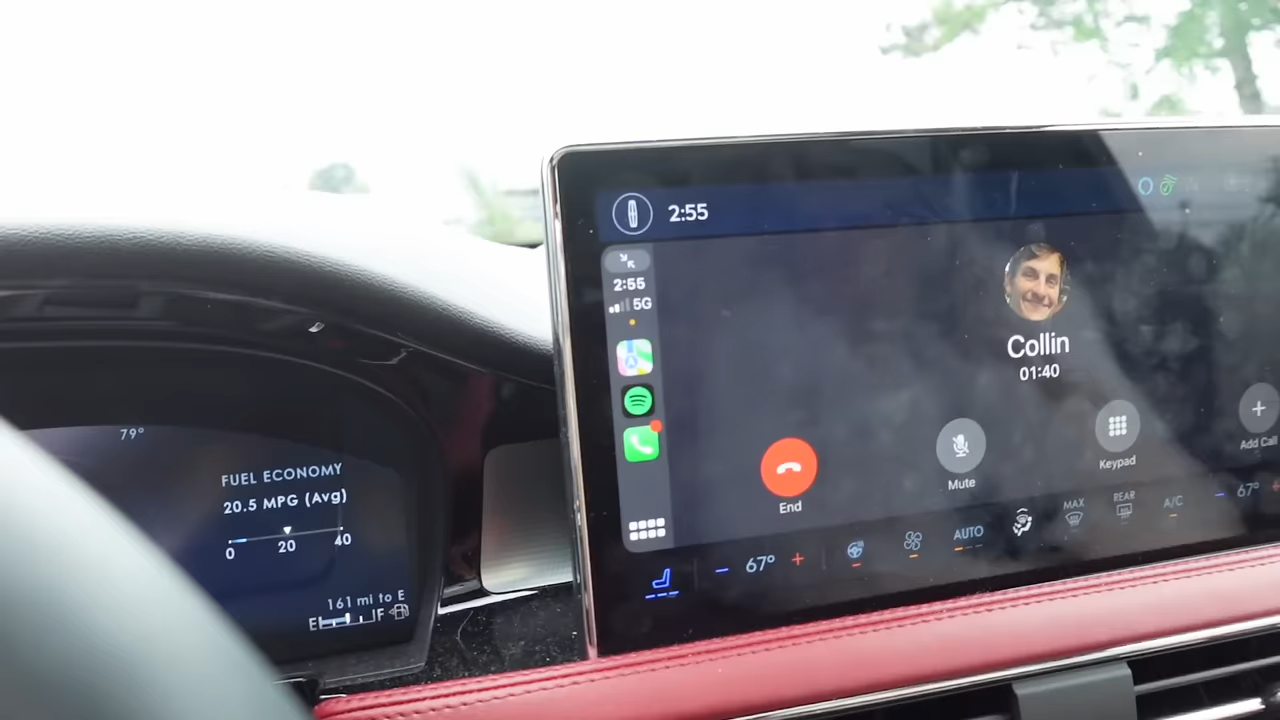 79°
FUEL ECONOMY
20.5 MPG (Avg)
0 20 40
161 mi to E
E F
2:55
2:55
5G
Collin
01:40
End
Mute
Keypad
Add Call
67°
AUTO
MAX
REAR
A/C
67°